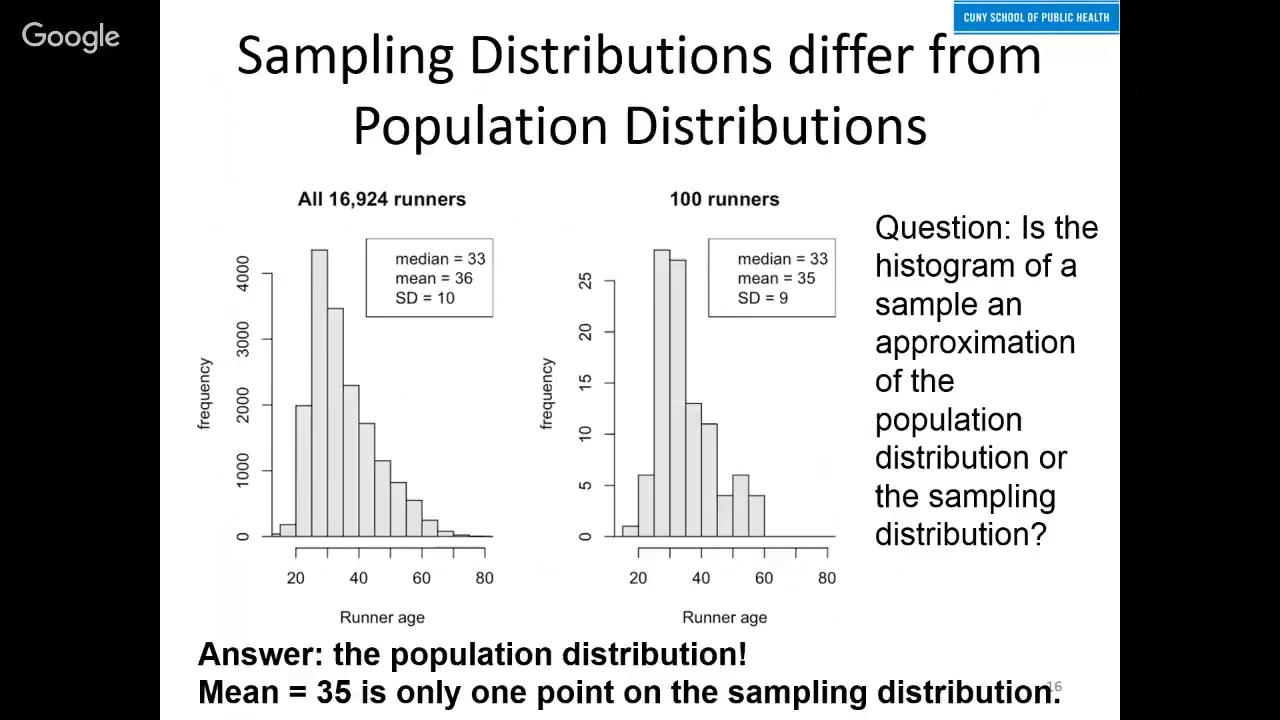 Google
CUNY SCHOOL OF PUBLIC HEALTH
Sampling Distributions differ from
Population Distributions
All 16,924 runners
median = 33
mean = 36
SD = 10
frequency
4000
3000
2000
1000
0
20 40 60 80
Runner age
100 runners
median = 33
mean = 35
SD = 9
frequency
25
20
15
10
5
0
20 40 60 80
Runner age
Question: Is the
histogram of a
sample an
approximation
of the
population
distribution or
the sampling
distribution?
Answer: the population distribution!
Mean = 35 is only one point on the sampling distribution.
16